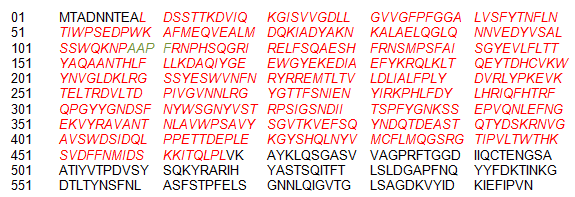 01 MTADNNTEAL DSSTTKDVIQ KGISVVGDLL GVVGFPFGGA LVSFYTNFLN
51 TIWPSEDPWK AFMEQVEALM DQKIADYAKN KALAELQGLQ NNVEDYVSAL
101 SSWQKNPAAP FRNPHSQGRI RELFSQAESH FRNSMPSFAI SGYEVLFLTT
151 YAQAANTHLF LLKDAQIYGE EWGYEKEDIA EFYKRQLKLT QEYTDHCVKW
201 YNVGLDKLRG SSYESWVNFN RYRREMTLTV LDLIALFPLY DVRLYPKEVK
251 TELTRDVLTD PIVGVNNLRG YGTTFSNIEN YIRKPHLFDY LHRIQFHTRF
301 QPGYYGNDSF NYWSGNYVST RPSIGSNDII TSPFYGNKSS EPVQNLEFNG
351 EKVYRAVANT NLAVWPSAVY SGVTKVEFSQ YNDQTDEAST QTYDSKRNVG
401 AVSWDSIDQL PPETTDEPLE KGYSHQLNYV MCFLMQGSRG TIPVLTWTHK
451 SVDFFNMIDS KKITQLPLVK AYKLQSGASV VAGPRFTGGD IIQCTENGSA
501 ATIYVTPDVS YSQKYRARIH YASTSQITFT LSLDGAPFNQ YYFDKTINKG
551 DTLTYNSFNL ASFSTPFELS GNNLQIGVTG LSAGDKVYID KIEFIPVN